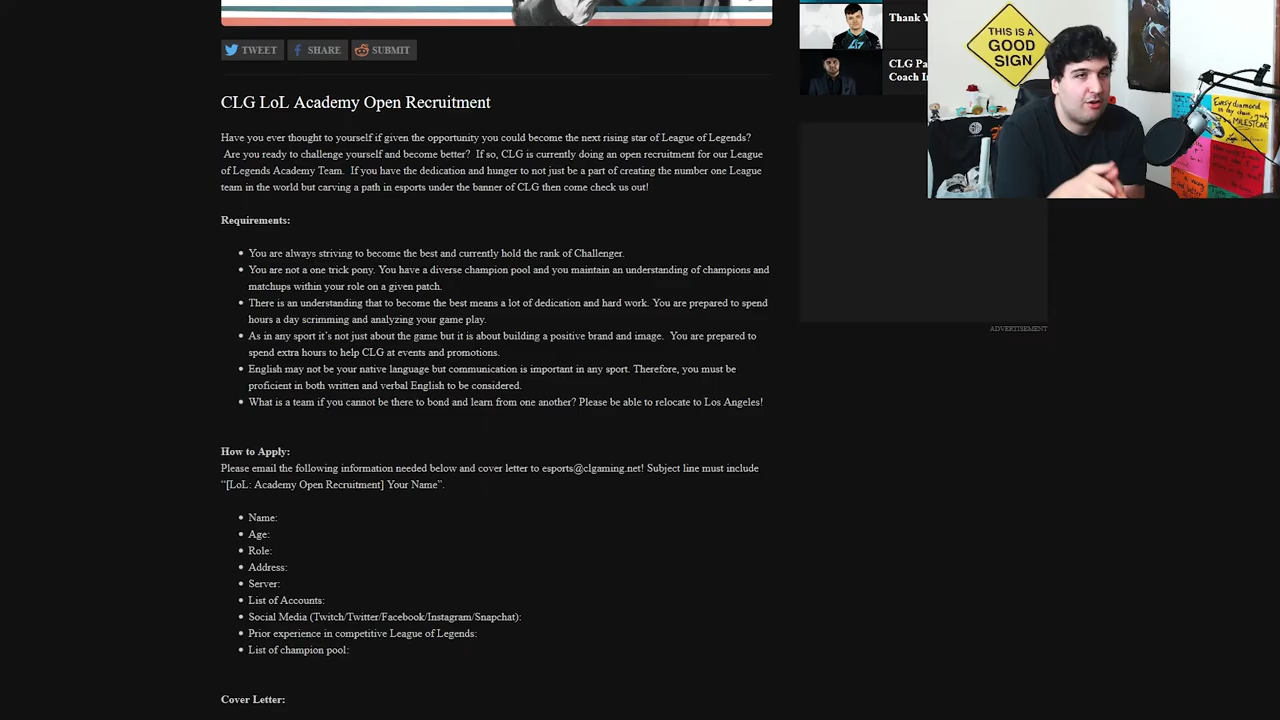 Thank Y
CLG Pa
Coach In
THIS IS A
GOOD
SIGN
Every diamond
MILESTONE
TWEET
SHARE
SUBMIT
CLG LoL Academy Open Recruitment
Have you ever thought to yourself if given the opportunity you could become the next rising star of League of Legends?
Are you ready to challenge yourself and become better? If so, CLG is currently doing an open recruitment for our League
of Legends Academy Team. If you have the dedication and hunger to not just be a part of creating the number one League
team in the world but carving a path in esports under the banner of CLG then come check us out!
Requirements:
You are always striving to become the best and currently hold the rank of Challenger.
You are not a one trick pony. You have a diverse champion pool and you maintain an understanding of champions and
matchups within your role on a given patch.
There is an understanding that to become the best means a lot of dedication and hard work. You are prepared to spend
hours a day scrimming and analyzing your game play.
As in any sport it’s not just about the game but it is about building a positive brand and image. You are prepared to
spend extra hours to help CLG at events and promotions.
English may not be your native language but communication is important in any sport. Therefore, you must be
proficient in both written and verbal English to be considered.
What is a team if you cannot be there to bond and learn from one another? Please be able to relocate to Los Angeles!
ADVERTISEMENT
How to Apply:
Please email the following information needed below and cover letter to esports@clgaming.net! Subject line must include
“[LoL: Academy Open Recruitment] Your Name”.
Name:
Age:
Role:
Address:
Server:
List of Accounts:
Social Media (Twitch/Twitter/Facebook/Instagram/Snapchat):
Prior experience in competitive League of Legends:
List of champion pool:
Cover Letter: